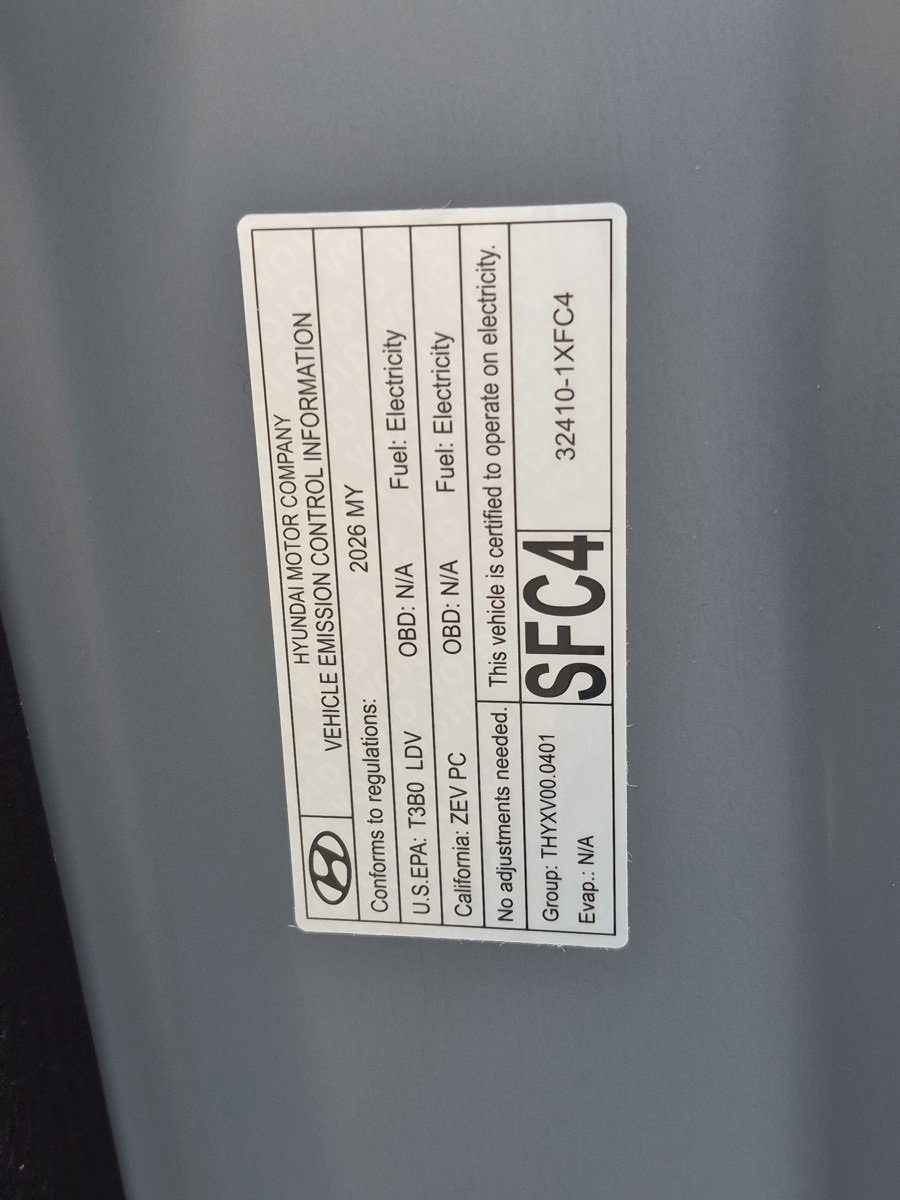 HYUNDAI MOTOR COMPANY
VEHICLE EMISSION CONTROL INFORMATION
Conforms to regulations: 2026 MY
U.S.EPA: T3B0 LDV OBD: N/A Fuel: Electricity
California: ZEV PC OBD: N/A Fuel: Electricity
No adjustments needed. This vehicle is certified to operate on electricity.
Group: THYXV00.0401
Evap.: N/A
SFC4
32410-1XFC4